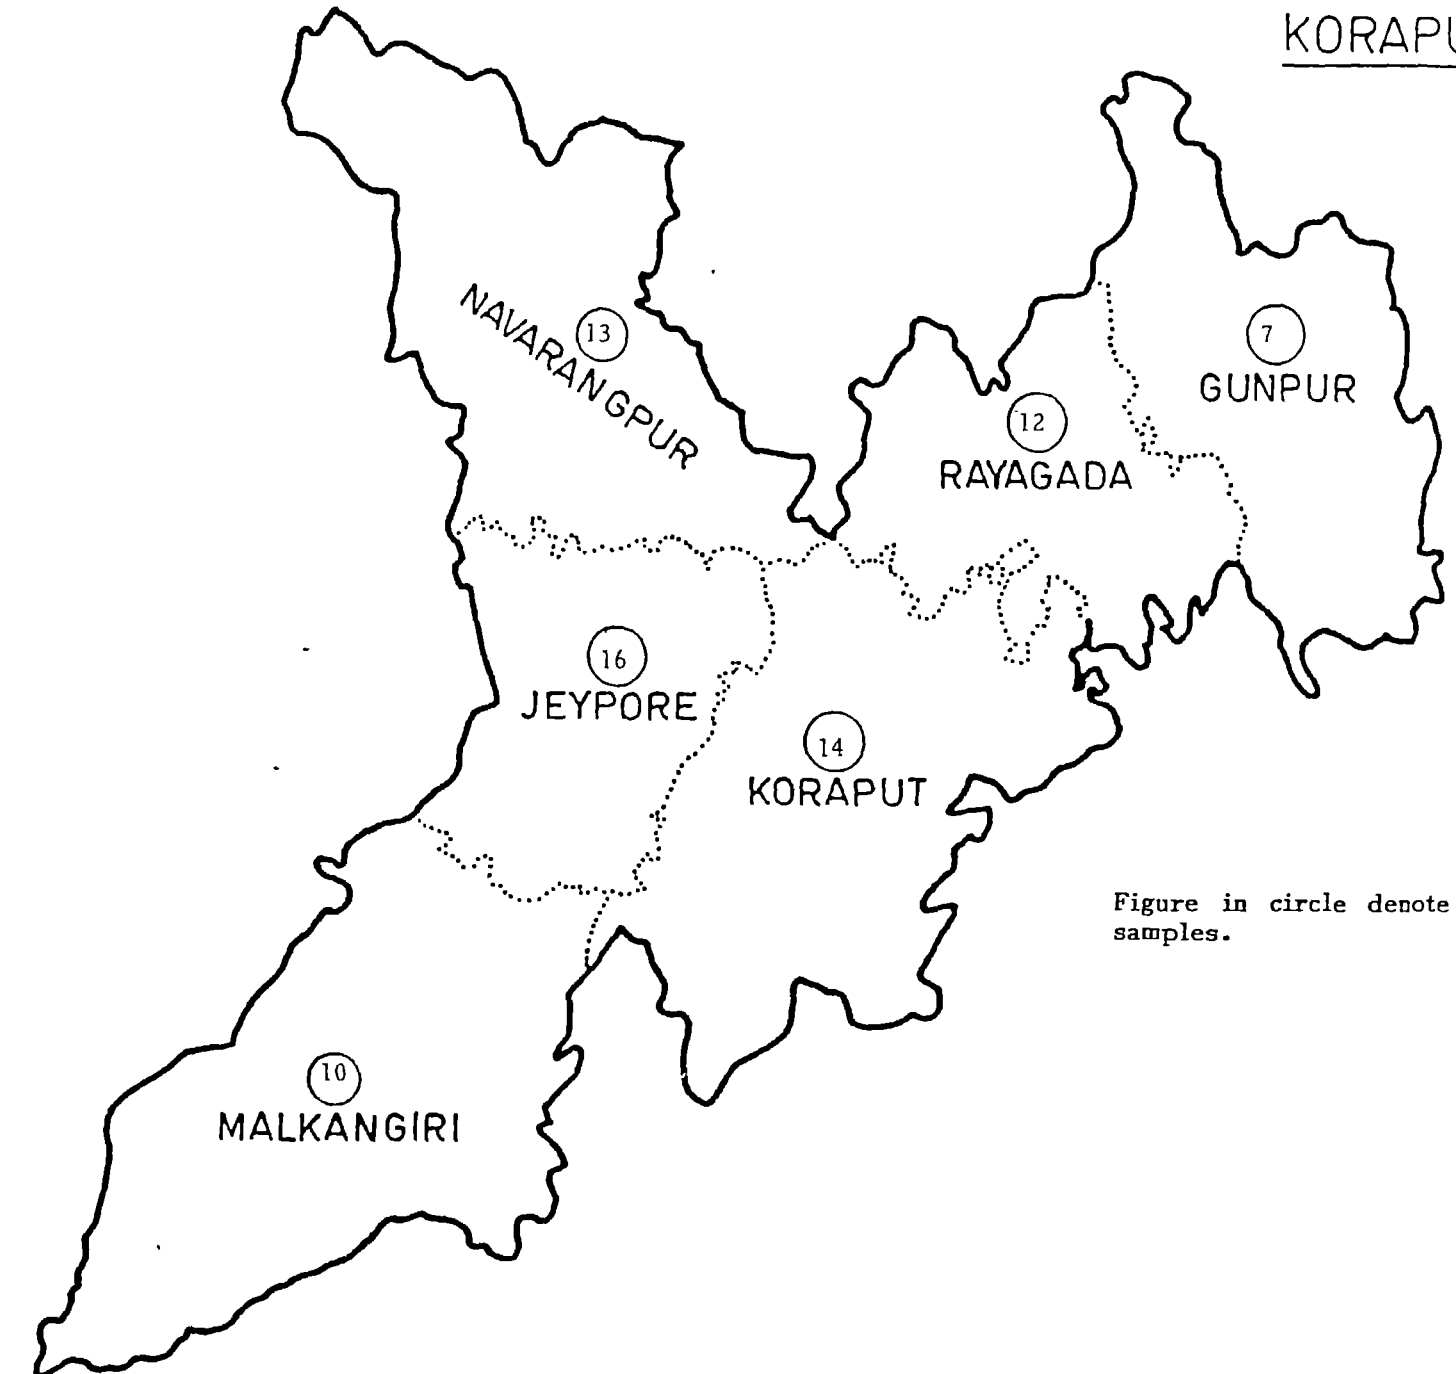 KORAPU
13
NAVARANGPUR
7
GUNPUR
12
RAYAGADA
16
JEYPORE
14
KORAPUT
Figure in circle denote
samples.
10
MALKANGIRI